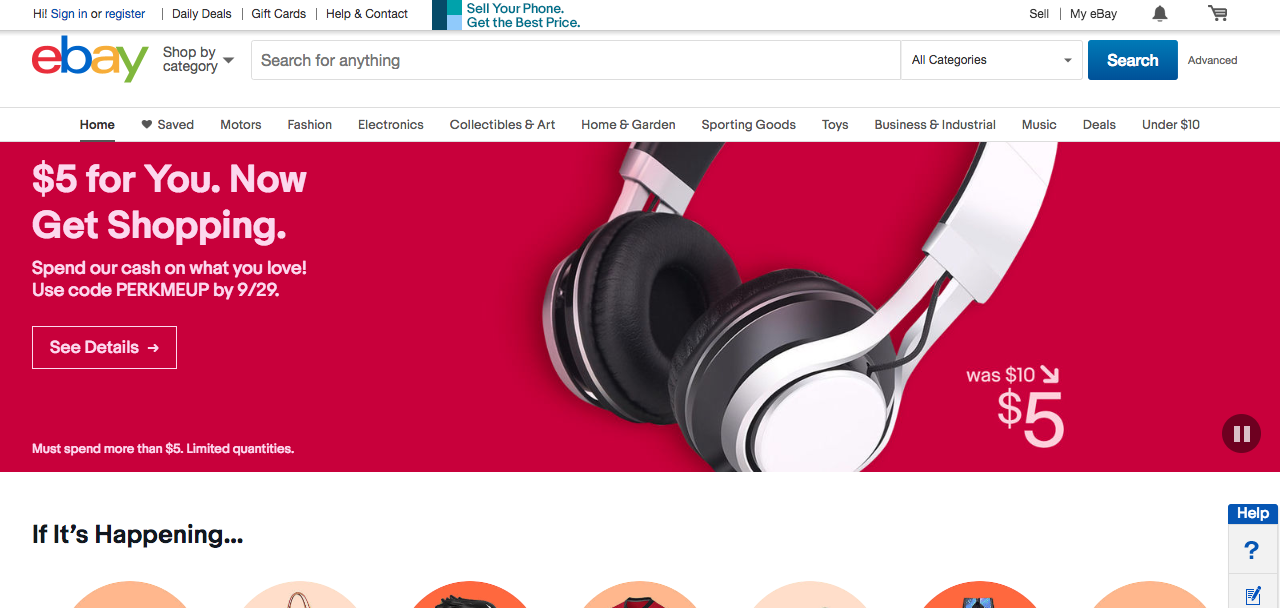 Hi! Sign in or register
Daily Deals
Gift Cards
Help & Contact
Sell Your Phone.
Get the Best Price.
Sell
My eBay
ebay
Shop by
category
Search for anything
All Categories
Search
Advanced
Home
Saved
Motors
Fashion
Electronics
Collectibles & Art
Home & Garden
Sporting Goods
Toys
Business & Industrial
Music
Deals
Under $10
$5 for You. Now
Get Shopping.
Spend our cash on what you love!
Use code PERKMEUP by 9/29.
See Details →
was $10
$5
Must spend more than $5. Limited quantities.
If It's Happening...
Help
?